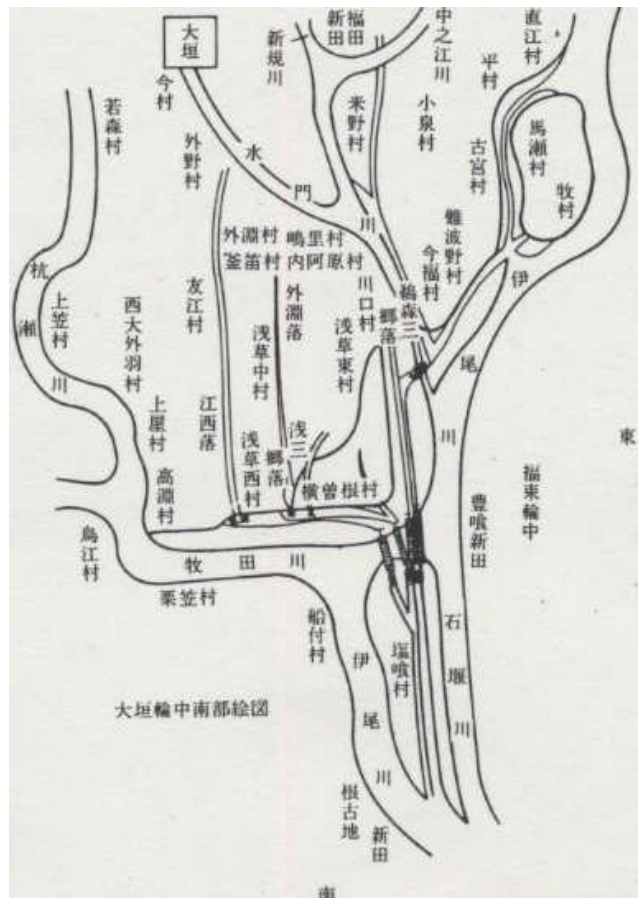 直江村
平村
中之江川
福田
新田
新規川
大垣
今村
若森村
米野村
小泉村
古宮村
馬瀬村
牧村
外野村
水門川
外淵村 鳴里村
釜笛村 内阿原村
難波野村
今福村
鵜森三郷落
川口村
浅草東村
外淵落
浅草中村
友江村
西大外羽村
上笠村
杭瀬川
伊尾川
東
福束輪中
豊喰新田
上屋村
高淵村
江西落
浅草西村
浅三郷落
横曽根村
烏江村
牧田川
栗笠村
船付村
伊尾川
塩喰村
石堰川
大垣輪中南部絵図
根古地新田
南